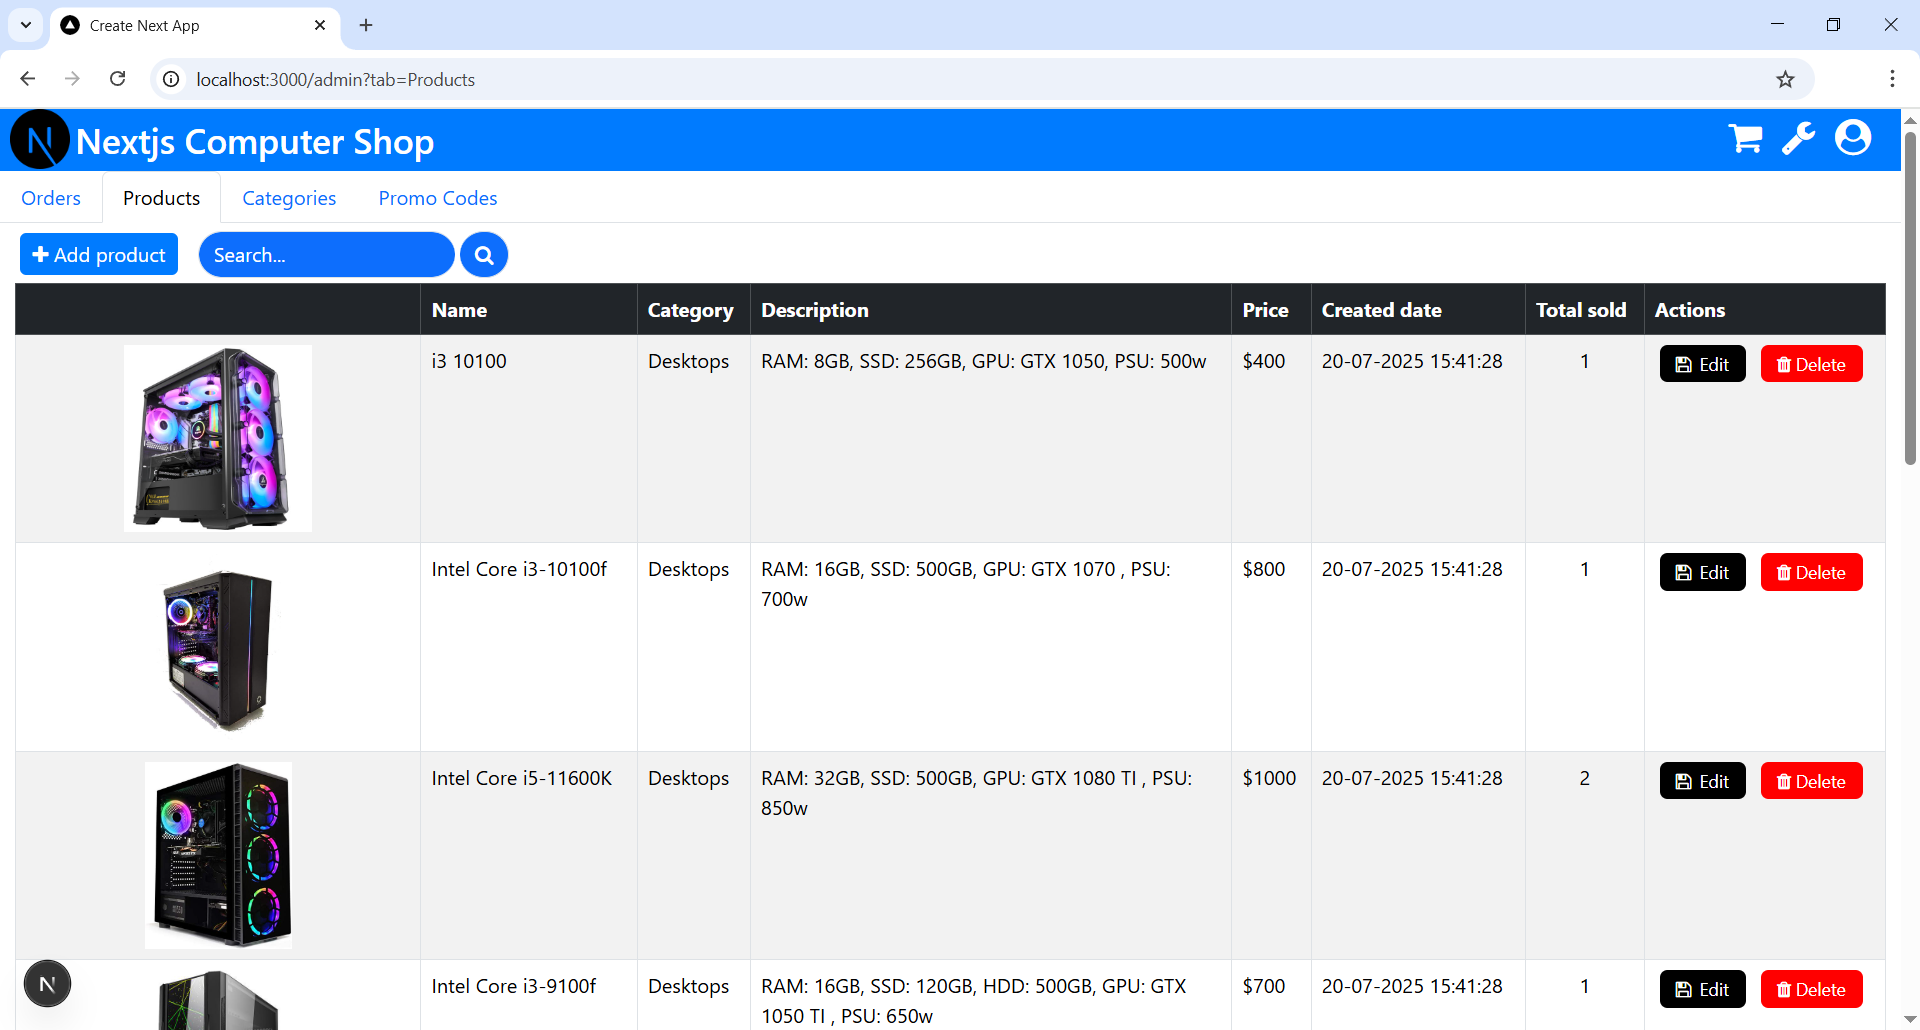 Create Next App
localhost:3000/admin?tab=Products
N Nextjs Computer Shop
Orders Products Categories Promo Codes
Add product Search...
Name Category Description Price Created date Total sold Actions
i3 10100 Desktops RAM: 8GB, SSD: 256GB, GPU: GTX 1050, PSU: 500w $400 20-07-2025 15:41:28 1 Edit Delete
Intel Core i3-10100f Desktops RAM: 16GB, SSD: 500GB, GPU: GTX 1070 , PSU: $800 20-07-2025 15:41:28 1 Edit Delete
700w
Intel Core i5-11600K Desktops RAM: 32GB, SSD: 500GB, GPU: GTX 1080 TI , PSU: $1000 20-07-2025 15:41:28 2 Edit Delete
850w
N
Intel Core i3-9100f Desktops RAM: 16GB, SSD: 120GB, HDD: 500GB, GPU: GTX $700 20-07-2025 15:41:28 1 Edit Delete
1050 TI , PSU: 650w